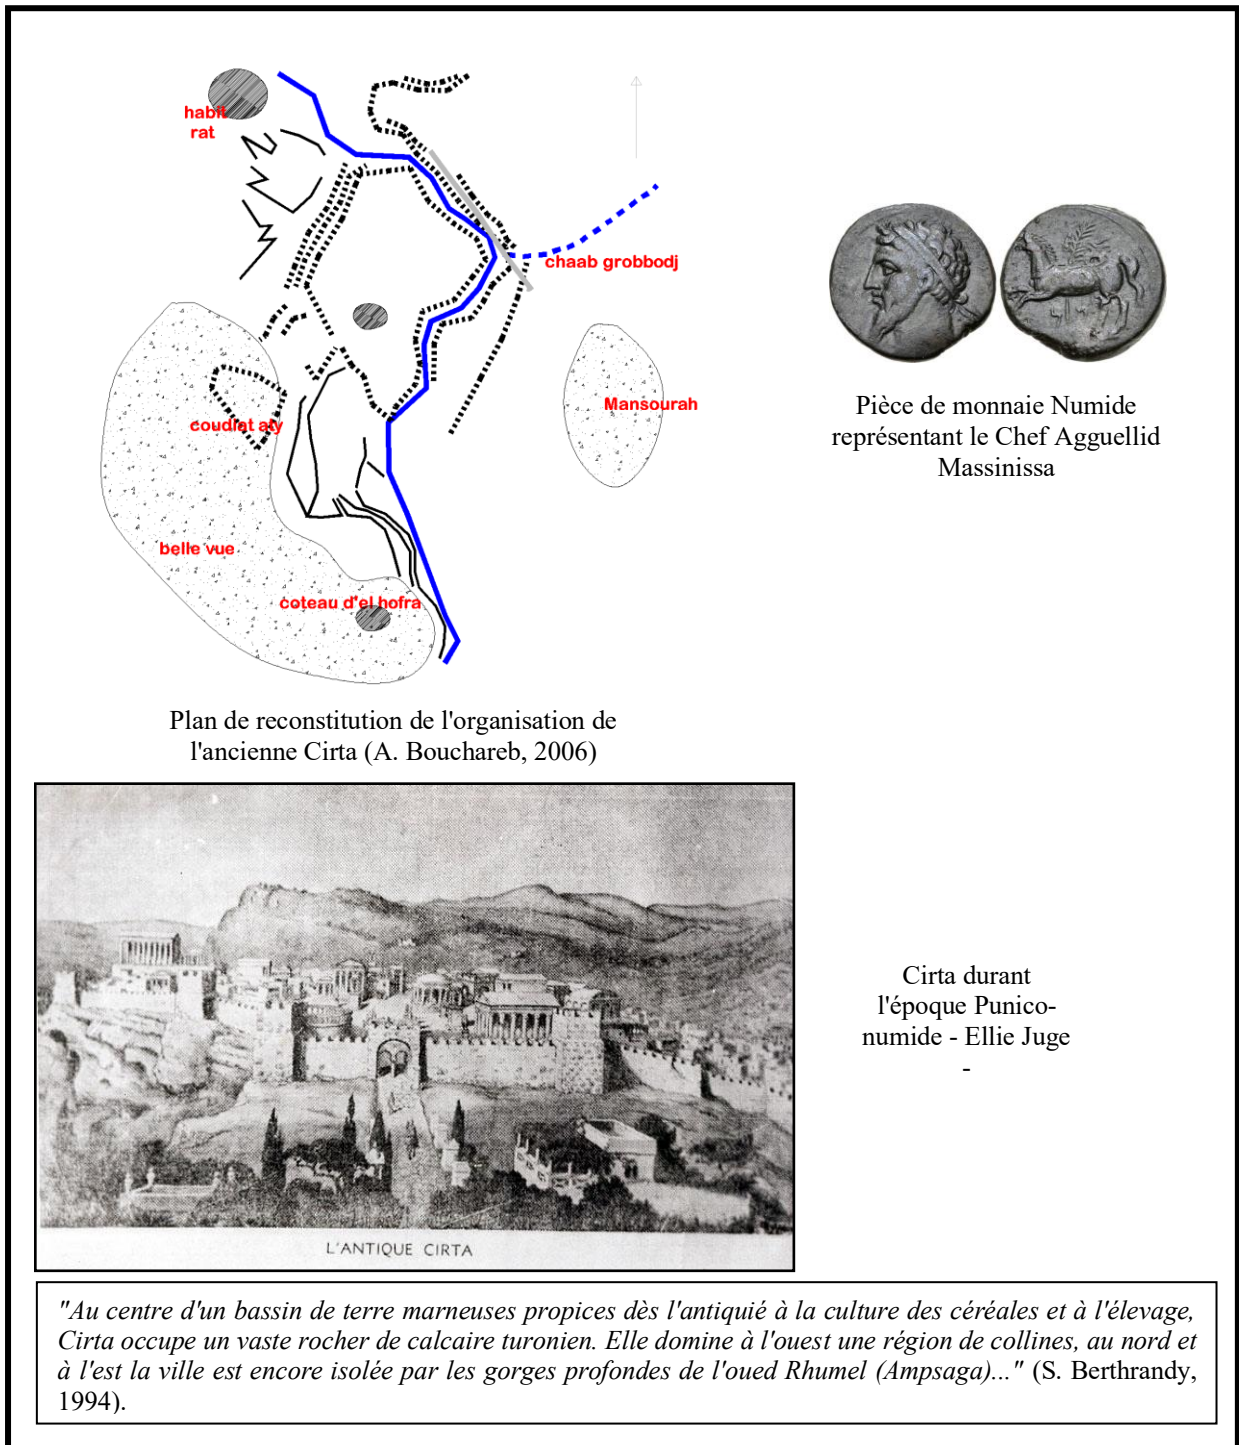 habit
rat
chaab grobbodj
Mansourah
coudiat aty
belle vue
coteau d'el hofra
Pièce de monnaie Numide
représentant le Chef Agguellid
Massinissa
Plan de reconstitution de l'organisation de
l'ancienne Cirta (A. Bouchareb, 2006)
L'ANTIQUE CIRTA
Cirta durant
l'époque Punico-
numide - Ellie Juge
-
"Au centre d'un bassin de terre marneuses propices dès l'antiquié à la culture des céréales et à l'élevage,
Cirta occupe un vaste rocher de calcaire turonien. Elle domine à l'ouest une région de collines, au nord et
à l'est la ville est encore isolée par les gorges profondes de l'oued Rhumel (Ampsaga)..." (S. Berthrandy,
1994).